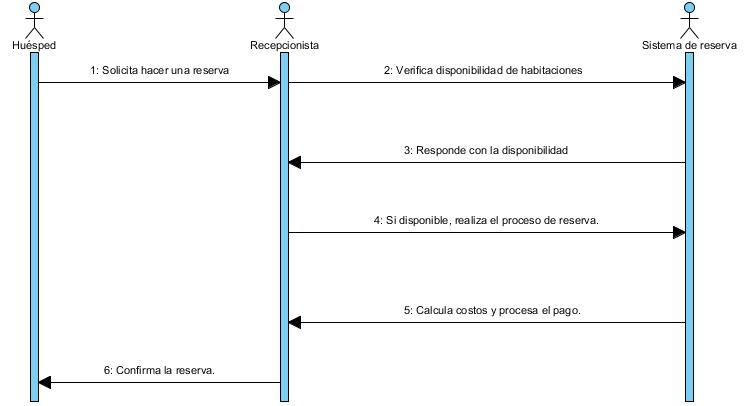 Huésped
Recepcionista
Sistema de reserva
1: Solicita hacer una reserva
2: Verifica disponibilidad de habitaciones
3: Responde con la disponibilidad
4: Si disponible, realiza el proceso de reserva.
5: Calcula costos y procesa el pago.
6: Confirma la reserva.